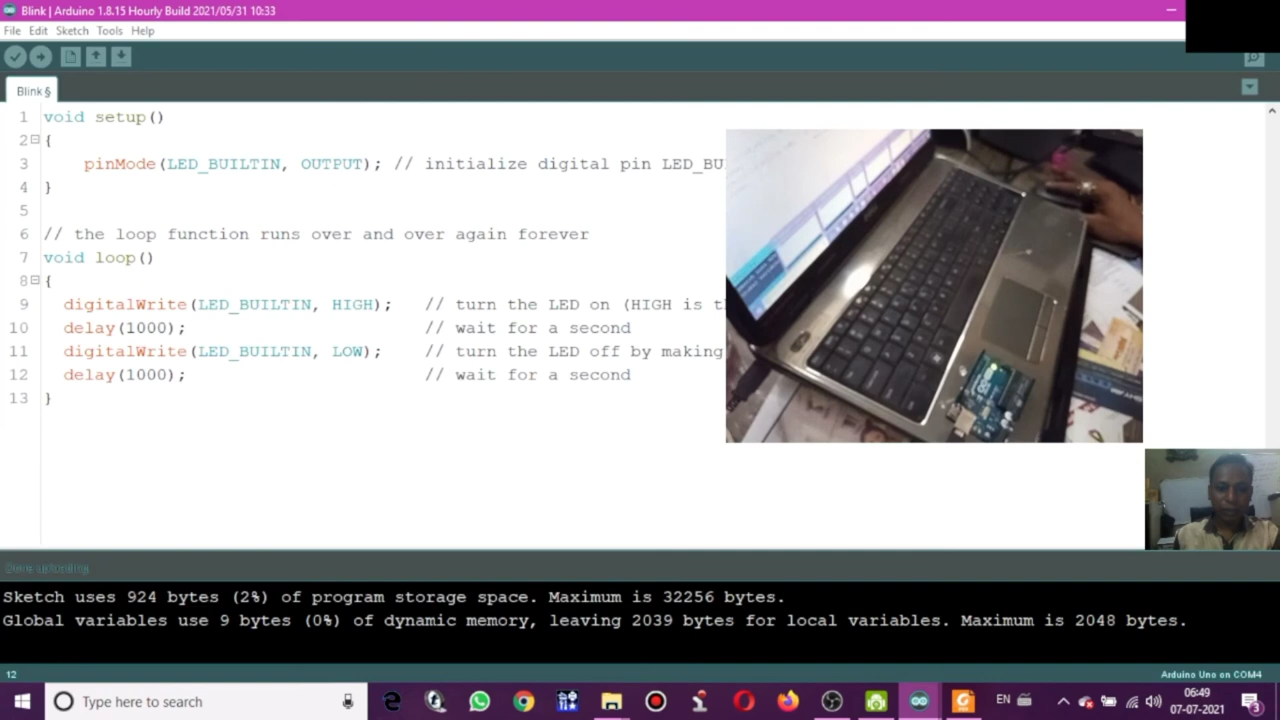 Blink | Arduino 1.8.15 Hourly Build 2021/05/31 10:33
File Edit Sketch Tools Help
Blink §
1 void setup()
2 {
3 pinMode(LED_BUILTIN, OUTPUT); // initialize digital pin LED_BU
4 }
5
6 // the loop function runs over and over again forever
7 void loop()
8 {
9 digitalWrite(LED_BUILTIN, HIGH); // turn the LED on (HIGH is t
10 delay(1000); // wait for a second
11 digitalWrite(LED_BUILTIN, LOW); // turn the LED off by making
12 delay(1000); // wait for a second
13 }
Done uploading.
Sketch uses 924 bytes (2%) of program storage space. Maximum is 32256 bytes.
Global variables use 9 bytes (0%) of dynamic memory, leaving 2039 bytes for local variables. Maximum is 2048 bytes.
12 Arduino Uno on COM4
Type here to search
EN
06:49
07-07-2021
3